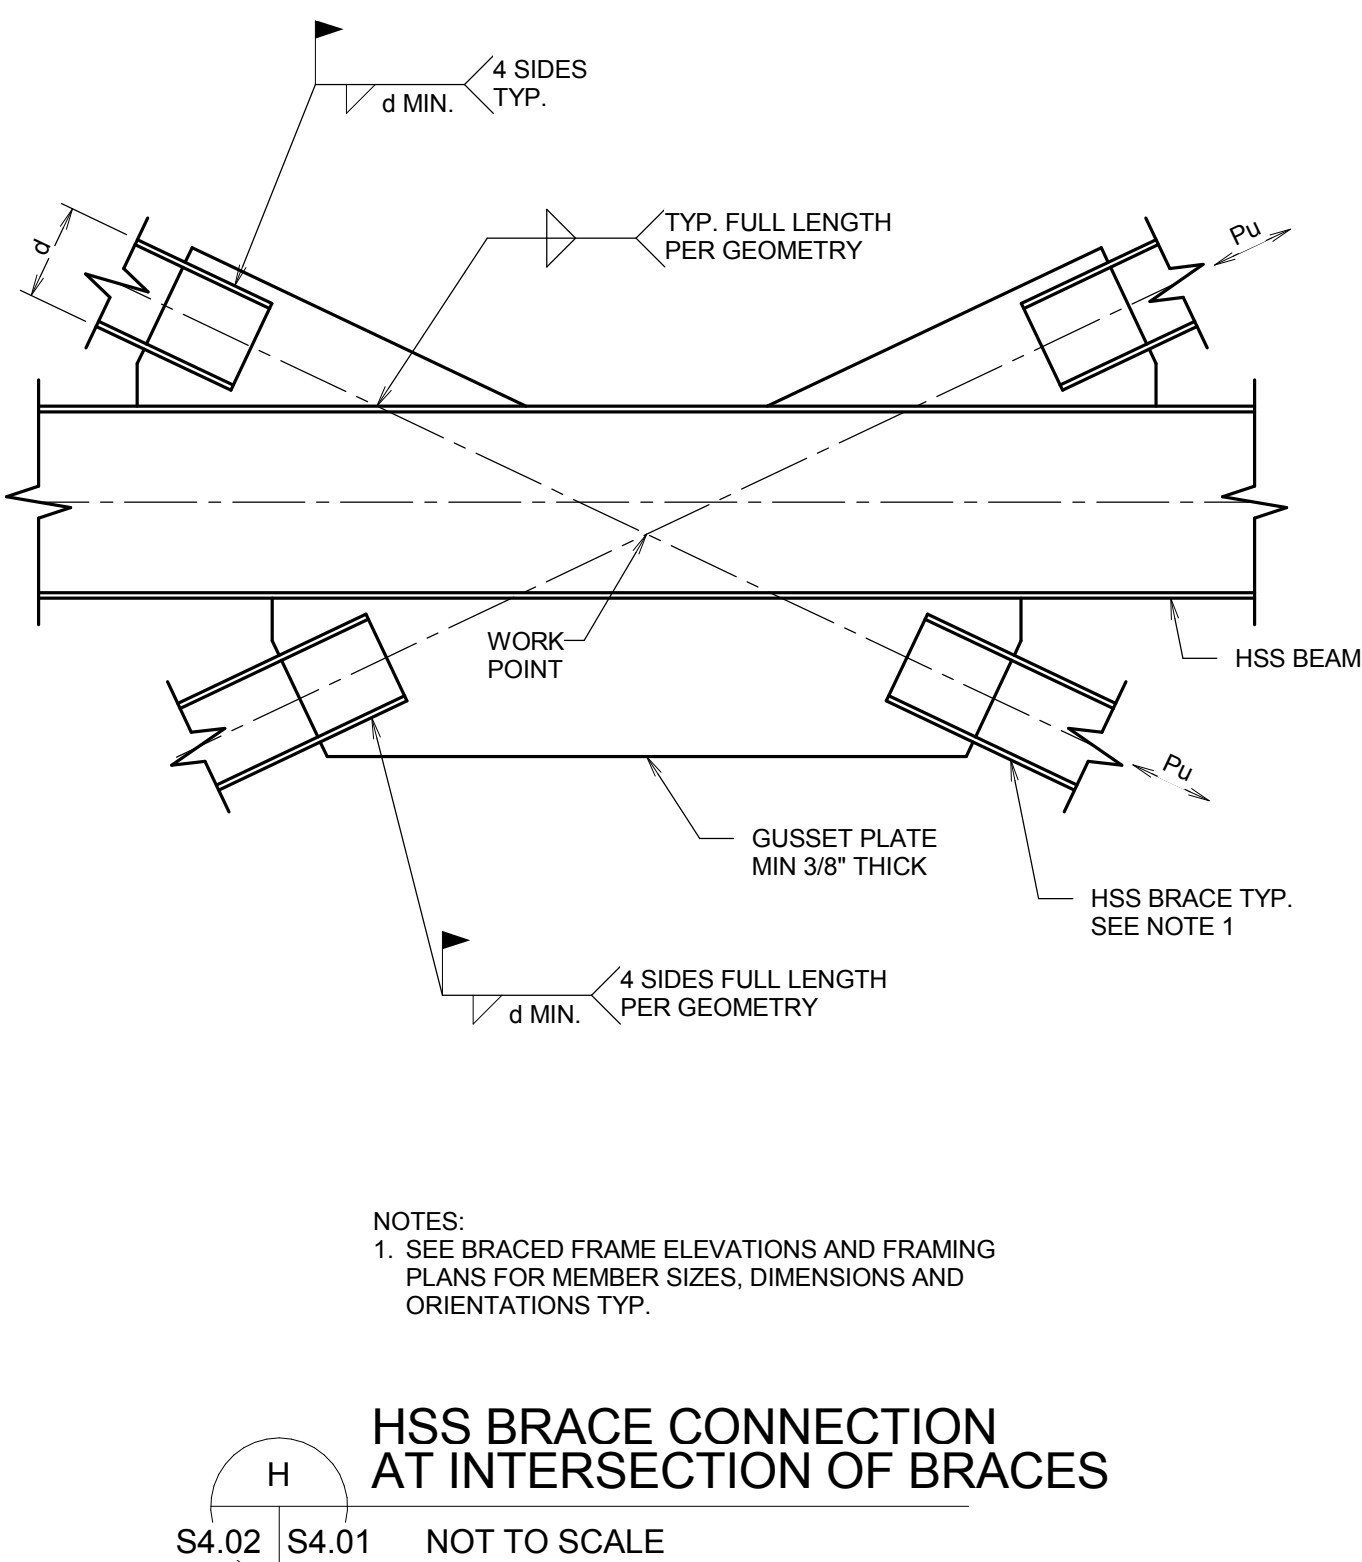 4 SIDES
TYP.
d MIN.
TYP. FULL LENGTH
PER GEOMETRY
d
Pu
WORK
POINT
HSS BEAM
Pu
GUSSET PLATE
MIN 3/8" THICK
HSS BRACE TYP.
SEE NOTE 1
4 SIDES FULL LENGTH
PER GEOMETRY
d MIN.
NOTES:
1. SEE BRACED FRAME ELEVATIONS AND FRAMING
PLANS FOR MEMBER SIZES, DIMENSIONS AND
ORIENTATIONS TYP.
HSS BRACE CONNECTION
AT INTERSECTION OF BRACES
H
S4.02 S4.01 NOT TO SCALE